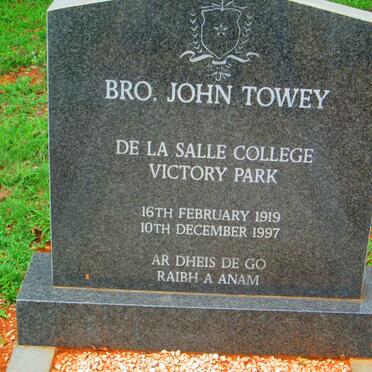 BRO. JOHN TOWEY
DE LA SALLE COLLEGE
VICTORY PARK
16TH FEBRUARY 1919
10TH DECEMBER 1997
AR DHEIS DE GO
RAIBH A ANAM